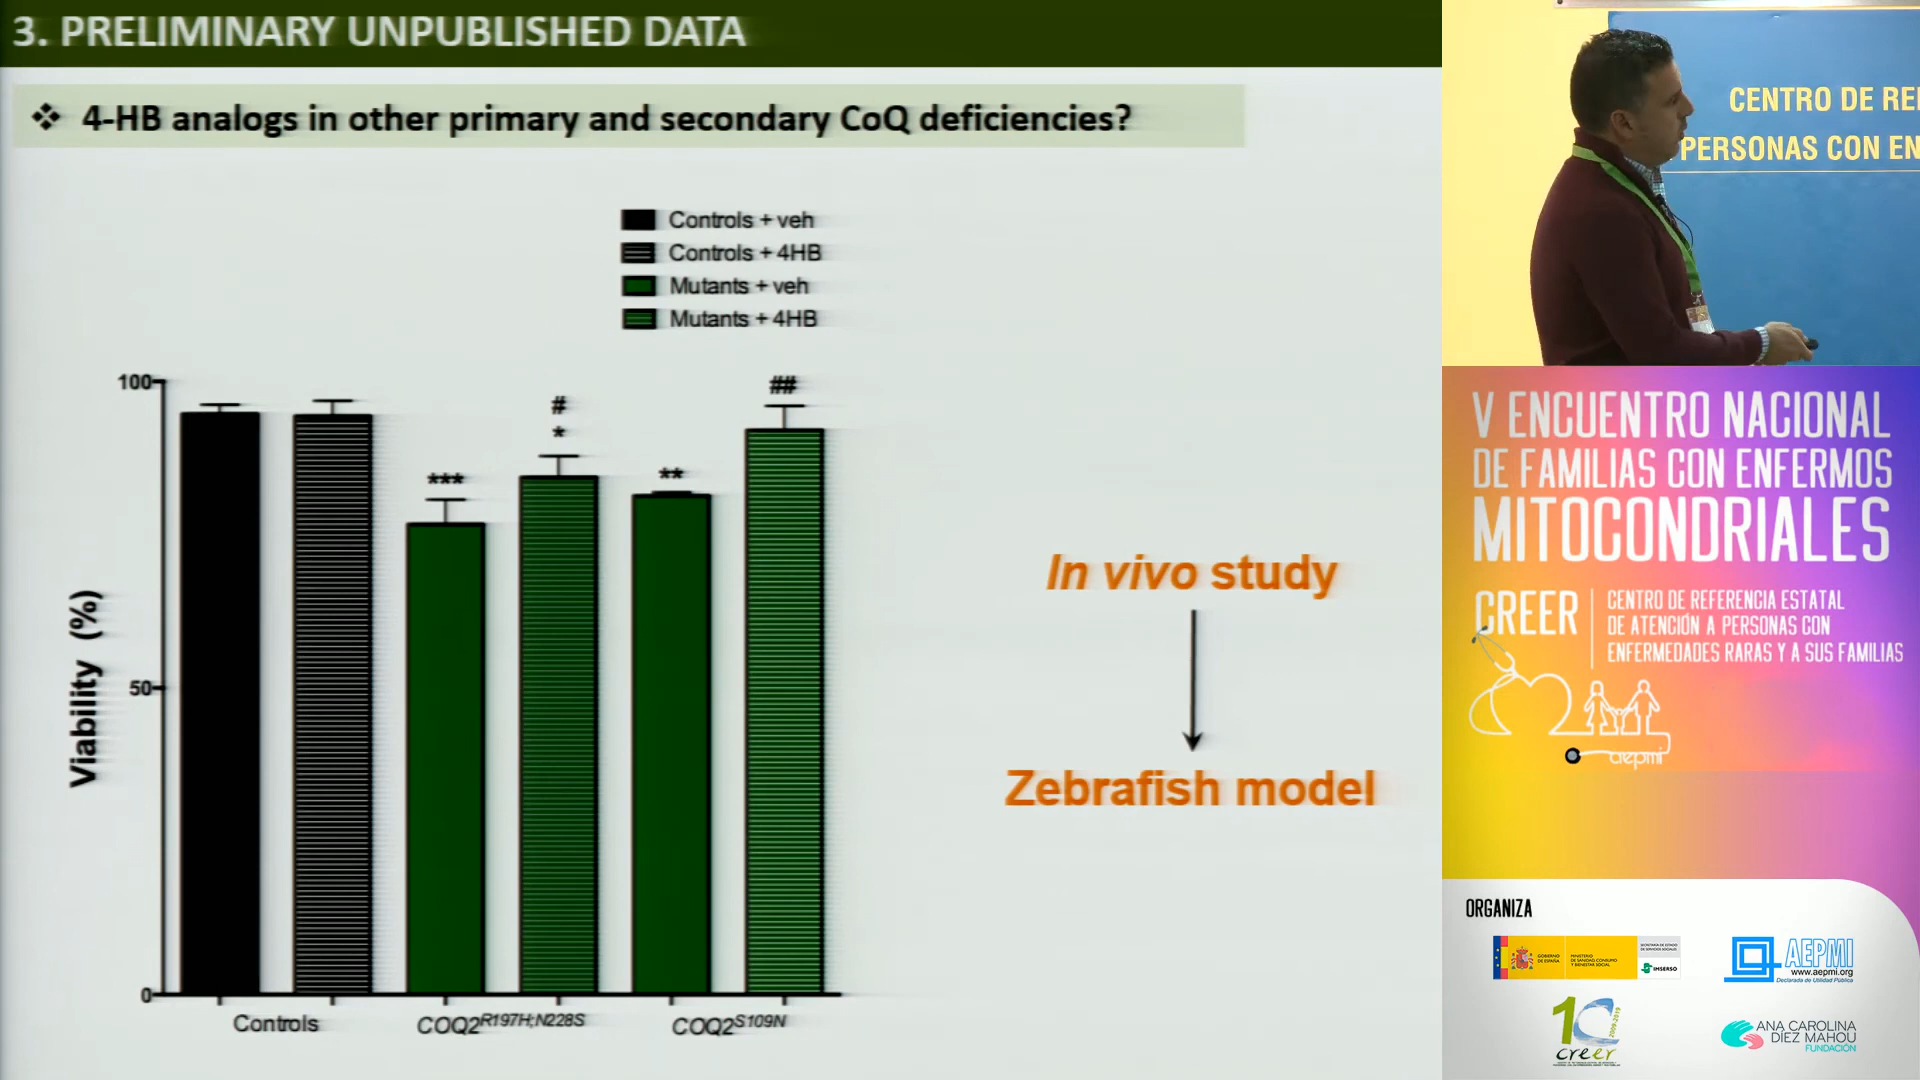 3. PRELIMINARY UNPUBLISHED DATA
❖ 4-HB analogs in other primary and secondary CoQ deficiencies?
Controls + veh
Controls + 4HB
Mutants + veh
Mutants + 4HB
100
50
0
Viability (%)
***
#
*
**
##
Controls
COQ2R197H;N228S
COQ2S109N
In vivo study
Zebrafish model
CENTRO DE RE
PERSONAS CON EN
V ENCUENTRO NACIONAL
DE FAMILIAS CON ENFERMOS
MITOCONDRIALES
CREER
CENTRO DE REFERENCIA ESTATAL
DE ATENCIÓN A PERSONAS CON
ENFERMEDADES RARAS Y A SUS FAMILIAS
aepmi
ORGANIZA
GOBIERNO
DE ESPAÑA
MINISTERIO
DE SANIDAD, CONSUMO
Y BIENESTAR SOCIAL
SECRETARÍA DE ESTADO
DE SERVICIOS SOCIALES
IMSERSO
AEPMI
www.aepmi.org
Declarada de Utilidad Pública
10
2009-2019
creer
ANA CAROLINA
DÍEZ MAHOU
FUNDACIÓN